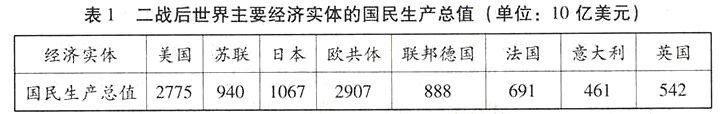 表1 二战后世界主要经济实体的国民生产总值(单位:10亿美元)
经济实体 美国 苏联 日本 欧共体 联邦德国 法国 意大利 英国
国民生产总值 2775 940 1067 2907 888 691 461 542